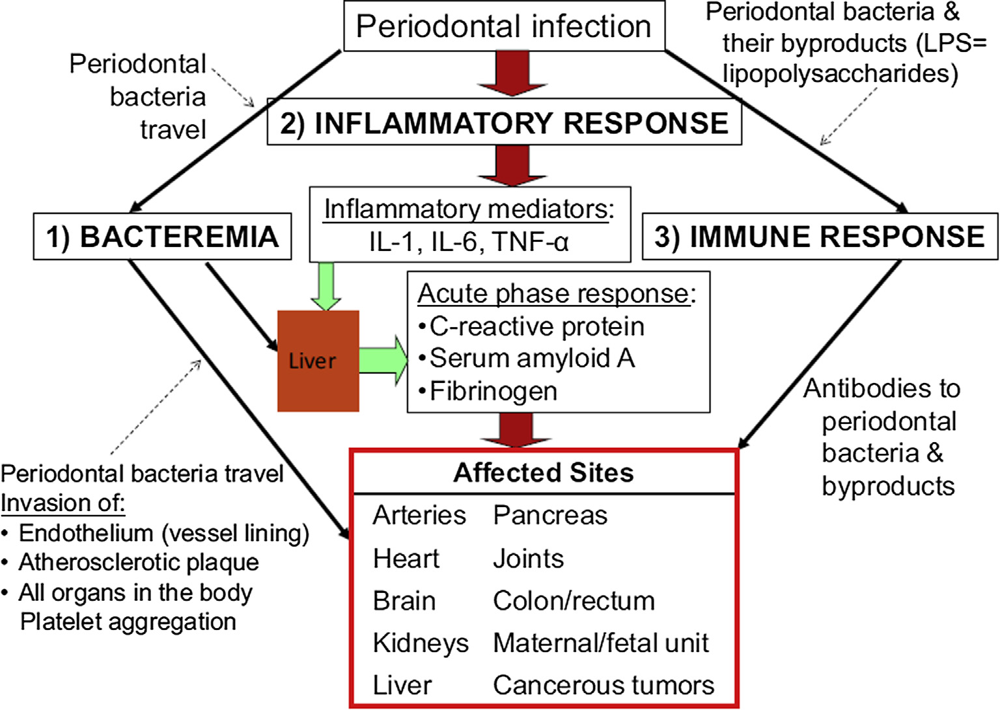 Periodontal infection
Periodontal bacteria &
their byproducts (LPS=
lipopolysaccharides)
Periodontal
bacteria
travel
2) INFLAMMATORY RESPONSE
Inflammatory mediators:
IL-1, IL-6, TNF-α
1) BACTEREMIA
3) IMMUNE RESPONSE
Acute phase response:
•C-reactive protein
•Serum amyloid A
•Fibrinogen
Liver
Antibodies to
periodontal
bacteria &
byproducts
Periodontal bacteria travel
Invasion of:
• Endothelium (vessel lining)
• Atherosclerotic plaque
• All organs in the body
Platelet aggregation
Affected Sites
Arteries Pancreas
Heart Joints
Brain Colon/rectum
Kidneys Maternal/fetal unit
Liver Cancerous tumors